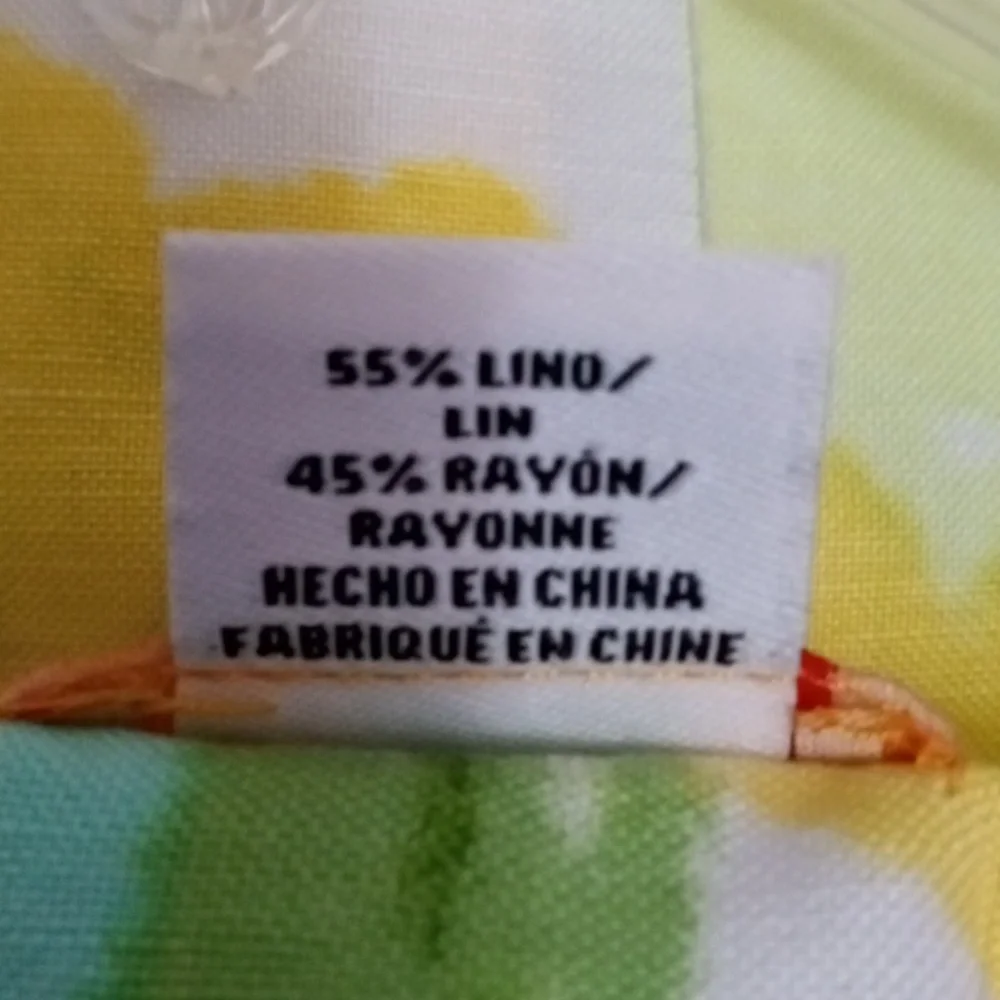 55% LINO/
LIN
45% RAYÓN/
RAYONNE
HECHO EN CHINA
FABRIQUÉ EN CHINE